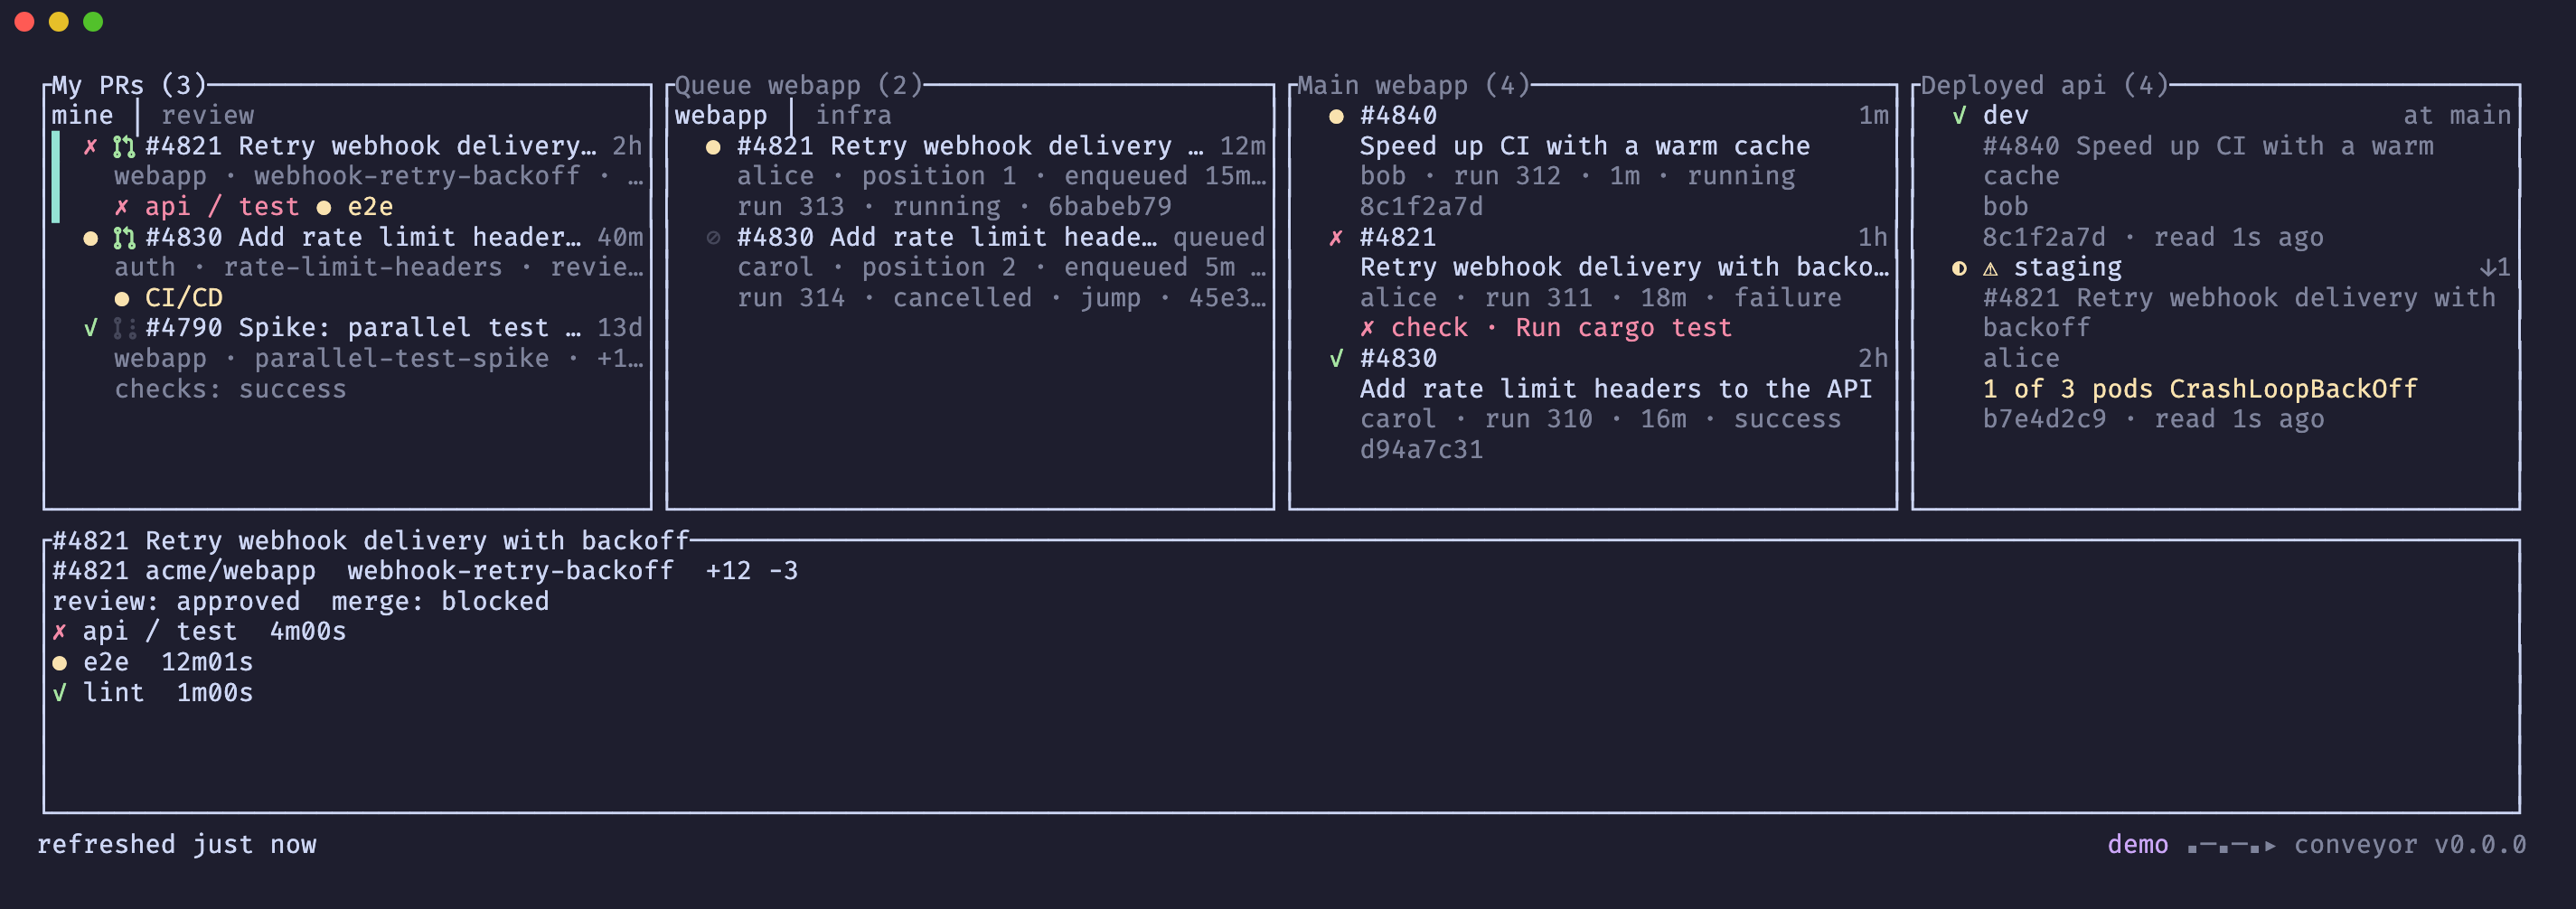 My PRs (3)
mine │ review
✗ #4821 Retry webhook delivery… 2h
webapp · webhook-retry-backoff · …
✗ api / test ● e2e
● #4830 Add rate limit header… 40m
auth · rate-limit-headers · revie…
● CI/CD
✓ #4790 Spike: parallel test … 13d
webapp · parallel-test-spike · +1…
checks: success
Queue webapp (2)
webapp │ infra
● #4821 Retry webhook delivery … 12m
alice · position 1 · enqueued 15m…
run 313 · running · 6babeb79
⊘ #4830 Add rate limit heade… queued
carol · position 2 · enqueued 5m …
run 314 · cancelled · jump · 45e3…
Main webapp (4)
● #4840 1m
Speed up CI with a warm cache
bob · run 312 · 1m · running
8c1f2a7d
✗ #4821 1h
Retry webhook delivery with backo…
alice · run 311 · 18m · failure
✗ check · Run cargo test
✓ #4830 2h
Add rate limit headers to the API
carol · run 310 · 16m · success
d94a7c31
Deployed api (4)
✓ dev at main
#4840 Speed up CI with a warm
cache
bob
8c1f2a7d · read 1s ago
◐ ⚠ staging ↓1
#4821 Retry webhook delivery with
backoff
alice
1 of 3 pods CrashLoopBackOff
b7e4d2c9 · read 1s ago
#4821 Retry webhook delivery with backoff
#4821 acme/webapp webhook-retry-backoff +12 -3
review: approved merge: blocked
✗ api / test 4m00s
● e2e 12m01s
✓ lint 1m00s
refreshed just now
demo ▪─▪─▪▸ conveyor v0.0.0